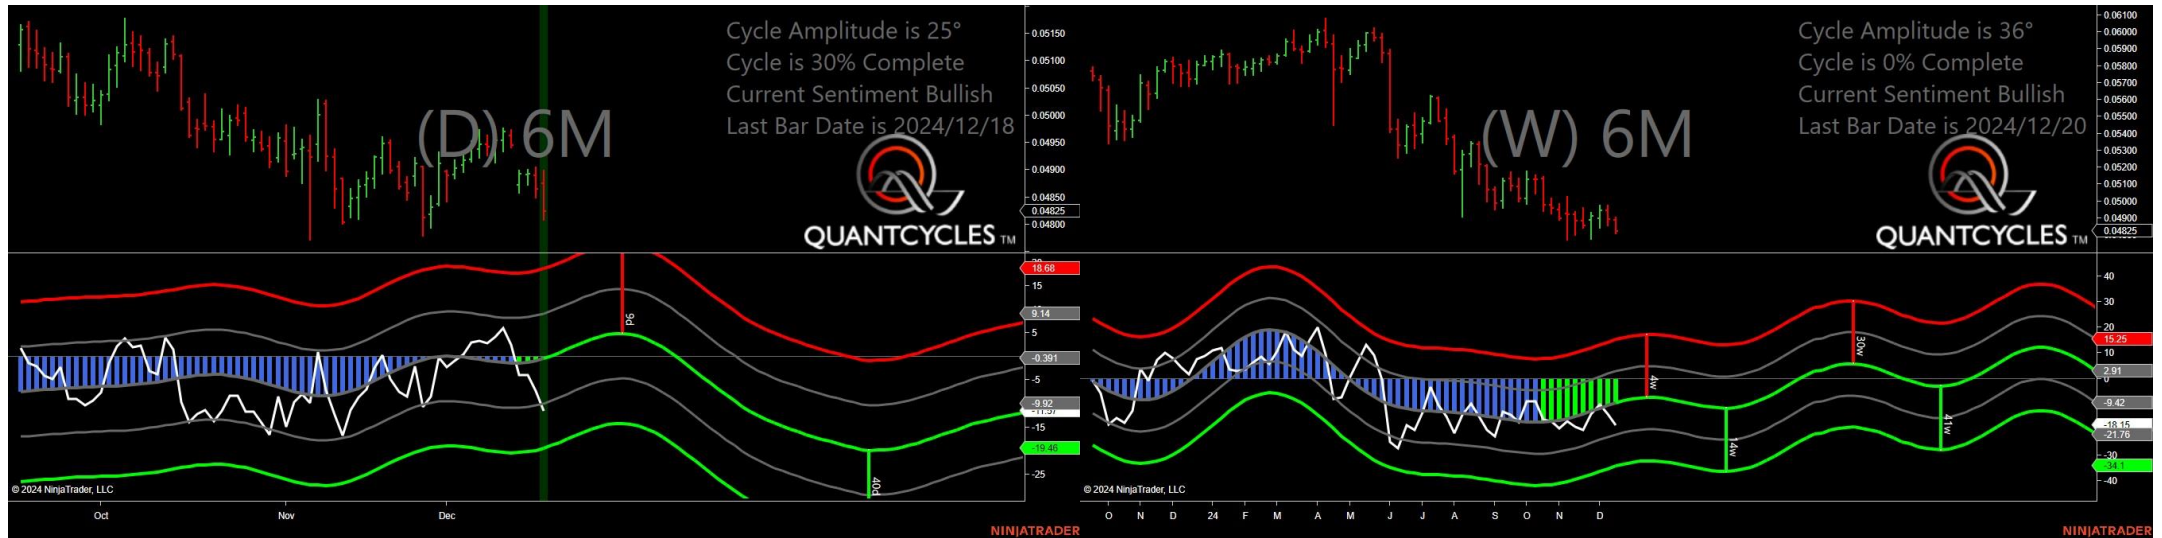 Cycle Amplitude is 25°
Cycle is 30% Complete
Current Sentiment Bullish
Last Bar Date is 2024/12/18
(D) 6M
QUANTCYCLES TM
0.05150
0.05100
0.05050
0.05000
0.04950
0.04900
0.04850
0.04825
0.04800
18.68
15
9.14
5
-0.391
-5
-9.92
-15
-19.46
-25
9d
40d
© 2024 NinjaTrader, LLC
Oct
Nov
Dec
NINJATRADER
Cycle Amplitude is 36°
Cycle is 0% Complete
Current Sentiment Bullish
Last Bar Date is 2024/12/20
(W) 6M
QUANTCYCLES TM
0.06100
0.06000
0.05900
0.05800
0.05700
0.05600
0.05500
0.05400
0.05300
0.05200
0.05100
0.05000
0.04900
0.04825
40
30
20
15.25
10
2.91
0
-9.42
-18.15
-21.76
-30
-34.1
-40
4w
14w
30w
41w
© 2024 NinjaTrader, LLC
O N D 24 F M A M J J A S O N D
NINJATRADER